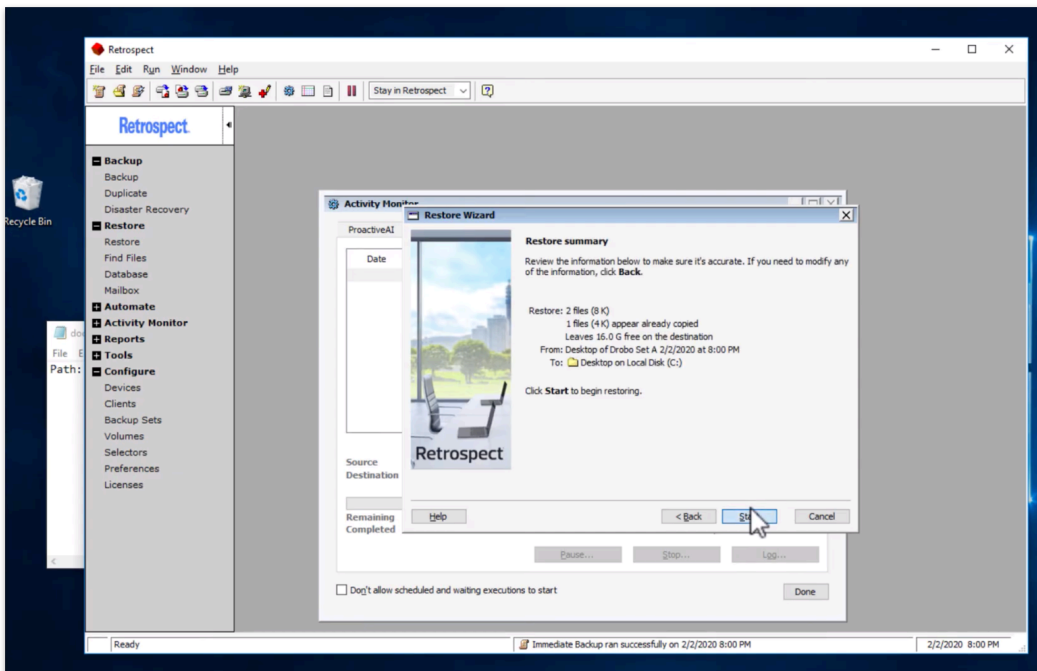 Retrospect
File Edit Run Window Help
Stay in Retrospect
Retrospect
Backup
Backup
Duplicate
Disaster Recovery
Restore
Restore
Find Files
Database
Mailbox
Automate
Activity Monitor
Reports
Tools
Configure
Devices
Clients
Backup Sets
Volumes
Selectors
Preferences
Licenses
Recycle Bin
File
Path:
Activity Monitor
ProactiveAI
Date
Source
Destination
Remaining
Completed
Restore Wizard
Retrospect
Restore summary
Review the information below to make sure it's accurate. If you need to modify any
of the information, click Back.
Restore: 2 files (8 K)
1 files (4 K) appear already copied
Leaves 16.0 G free on the destination
From: Desktop of Drobo Set A 2/2/2020 at 8:00 PM
To: Desktop on Local Disk (C:)
Click Start to begin restoring.
Help < Back Cancel
Pause... Stop... Log...
Don't allow scheduled and waiting executions to start
Done
Ready Immediate Backup ran successfully on 2/2/2020 8:00 PM 2/2/2020 8:00 PM